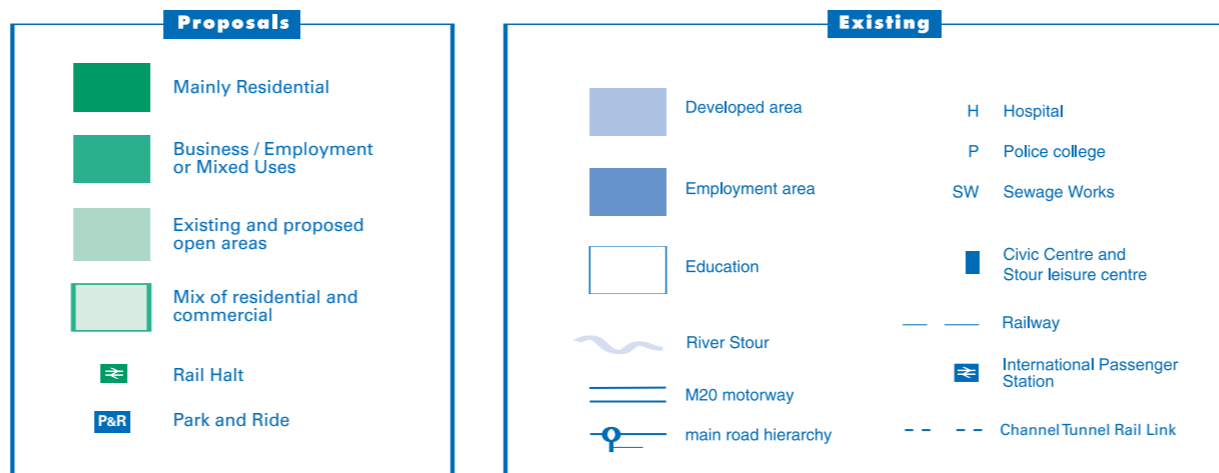 Proposals
Mainly Residential
Business / Employment
or Mixed Uses
Existing and proposed
open areas
Mix of residential and
commercial
Rail Halt
P&R
Park and Ride
Existing
Developed area
Employment area
Education
River Stour
M20 motorway
main road hierarchy
H Hospital
P Police college
SW Sewage Works
Civic Centre and
Stour leisure centre
Railway
International Passenger
Station
Channel Tunnel Rail Link